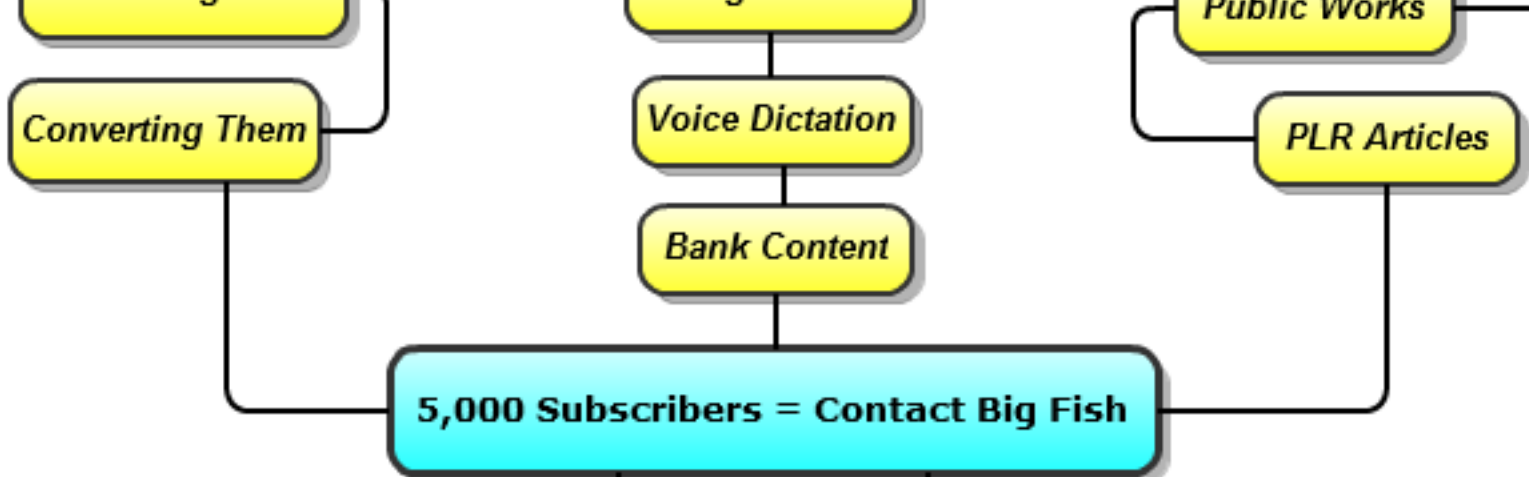 Public Works
Converting Them
Voice Dictation
PLR Articles
Bank Content
5,000 Subscribers = Contact Big Fish